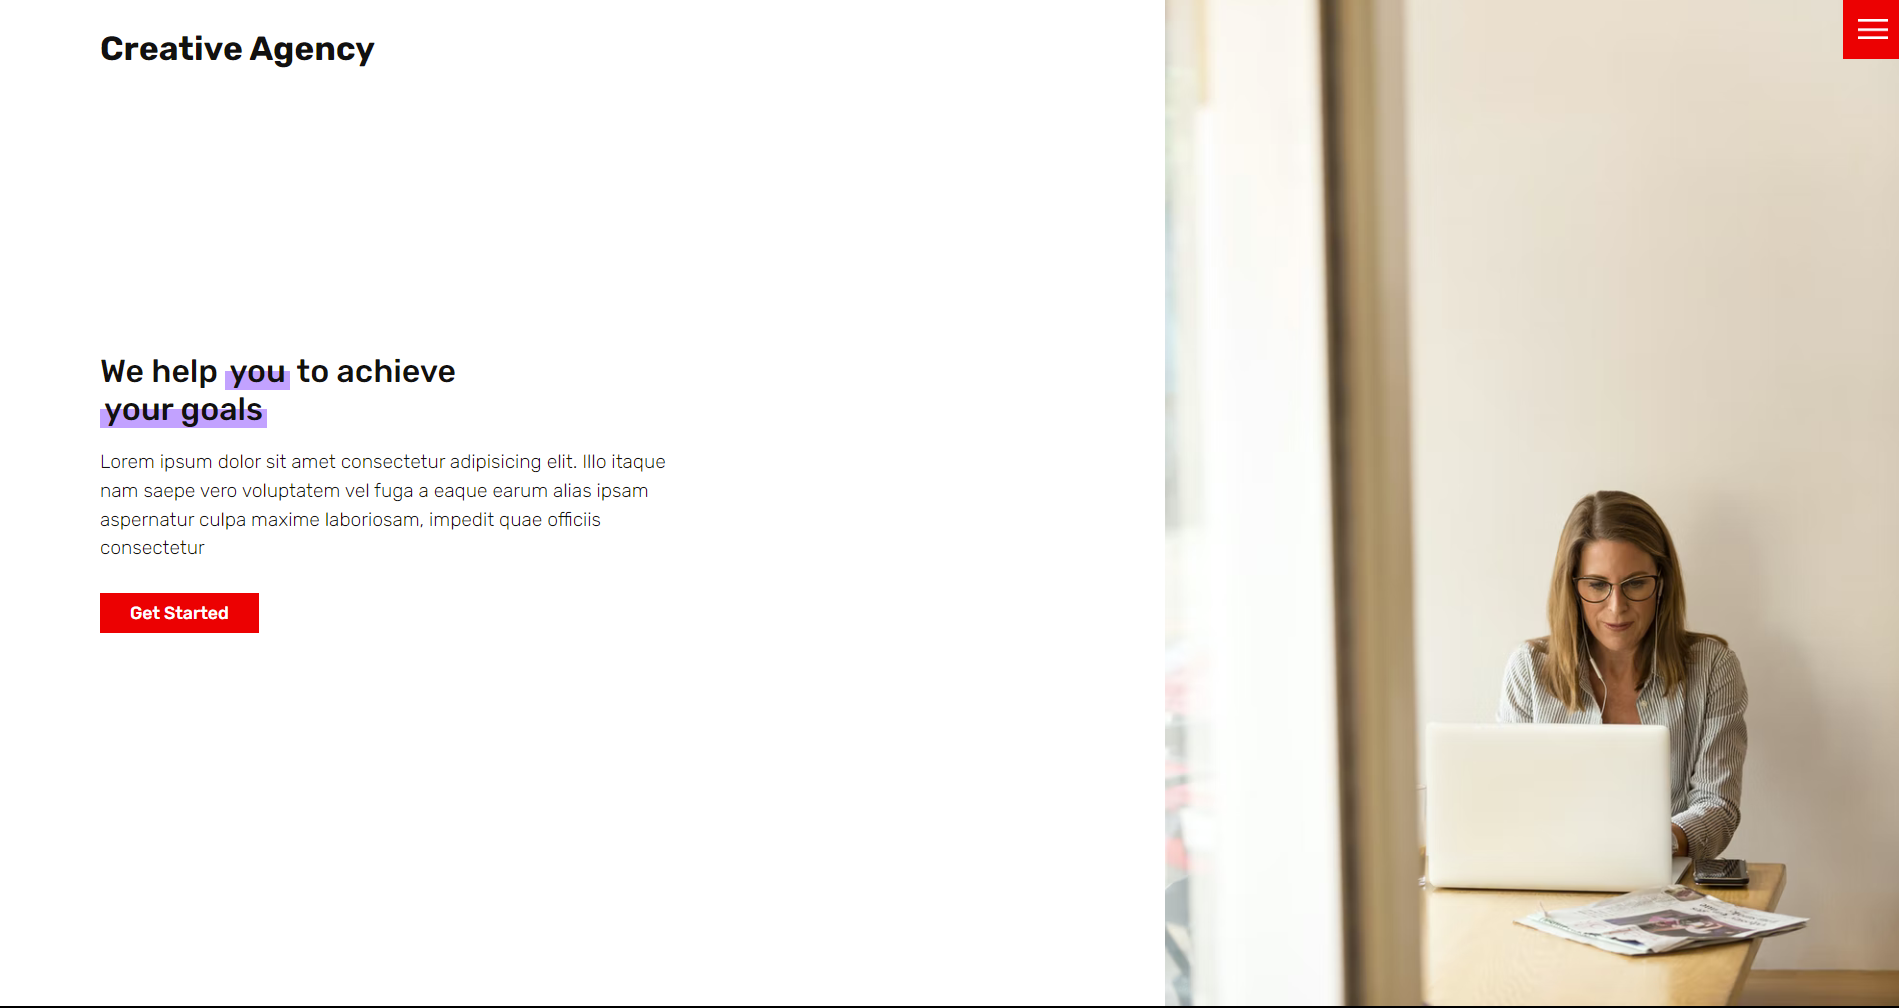 Creative Agency
We help you to achieve
your goals
Lorem ipsum dolor sit amet consectetur adipisicing elit. Illo itaque
nam saepe vero voluptatem vel fuga a eaque earum alias ipsam
aspernatur culpa maxime laboriosam, impedit quae officiis
consectetur
Get Started